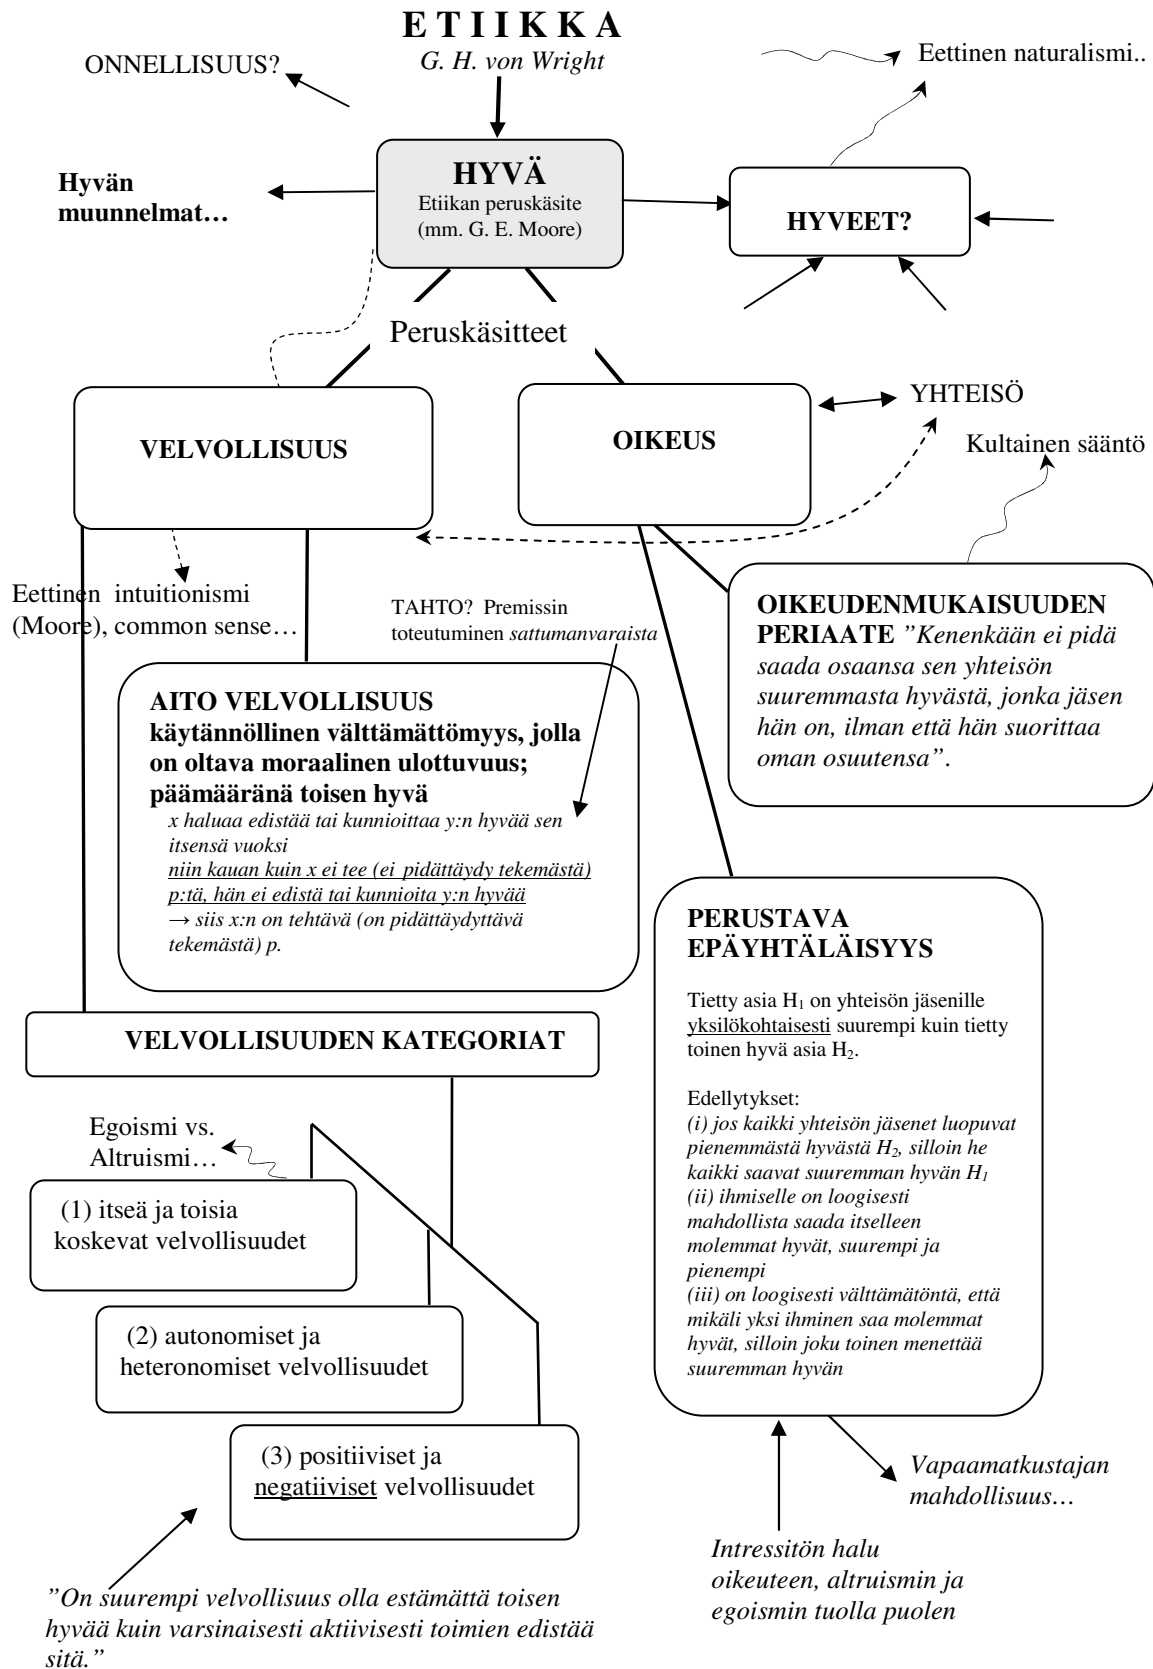 E T I I K K A
G. H. von Wright
ONNELLISUUS?
Eettinen naturalismi..
HYVÄ
Etiikan peruskäsite
(mm. G. E. Moore)
Hyvän
muunnelmat…
HYVEET?
Peruskäsitteet
VELVOLLISUUS
OIKEUS
YHTEISÖ
Kultainen sääntö
Eettinen intuitionismi
(Moore), common sense…
TAHTO? Premissin
toteutuminen sattumanvaraista
OIKEUDENMUKAISUUDEN
PERIAATE ”Kenenkään ei pidä
saada osaansa sen yhteisön
suuremmasta hyvästä, jonka jäsen
hän on, ilman että hän suorittaa
oman osuutensa”.
AITO VELVOLLISUUS
käytännöllinen välttämättömyys, jolla
on oltava moraalinen ulottuvuus;
päämääränä toisen hyvä
x haluaa edistää tai kunnioittaa y:n hyvää sen
itsensä vuoksi
niin kauan kuin x ei tee (ei pidättäydy tekemästä)
p:tä, hän ei edistä tai kunnioita y:n hyvää
→ siis x:n on tehtävä (on pidättäydyttävä
tekemästä) p.
PERUSTAVA
EPÄYHTÄLÄISYYS
Tietty asia H₁ on yhteisön jäsenille
yksilökohtaisesti suurempi kuin tietty
toinen hyvä asia H₂.
Edellytykset:
(i) jos kaikki yhteisön jäsenet luopuvat
pienemmästä hyvästä H₂, silloin he
kaikki saavat suuremman hyvän H₁
(ii) ihmiselle on loogisesti
mahdollista saada itselleen
molemmat hyvät, suurempi ja
pienempi
(iii) on loogisesti välttämätöntä, että
mikäli yksi ihminen saa molemmat
hyvät, silloin joku toinen menettää
suuremman hyvän
VELVOLLISUUDEN KATEGORIAT
Egoismi vs.
Altruismi…
(1) itseä ja toisia
koskevat velvollisuudet
(2) autonomiset ja
heteronomiset velvollisuudet
(3) positiiviset ja
negatiiviset velvollisuudet
Vapaamatkustajan
mahdollisuus…
Intressitön halu
oikeuteen, altruismin ja
egoismin tuolla puolen
”On suurempi velvollisuus olla estämättä toisen
hyvää kuin varsinaisesti aktiivisesti toimien edistää
sitä.”